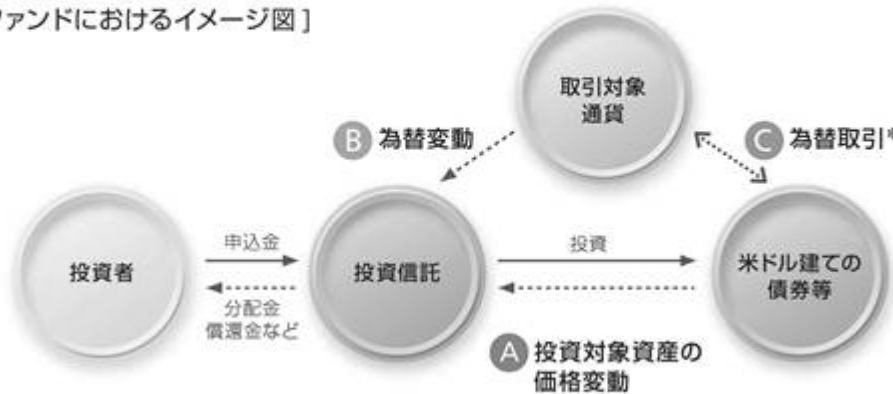 ファンドにおけるイメージ図]
取引対象
通貨
B 為替変動
C 為替取引*
投資者
申込金
分配金
償還金など
投資信託
投資
米ドル建ての
債券等
A 投資対象資産の
価格変動